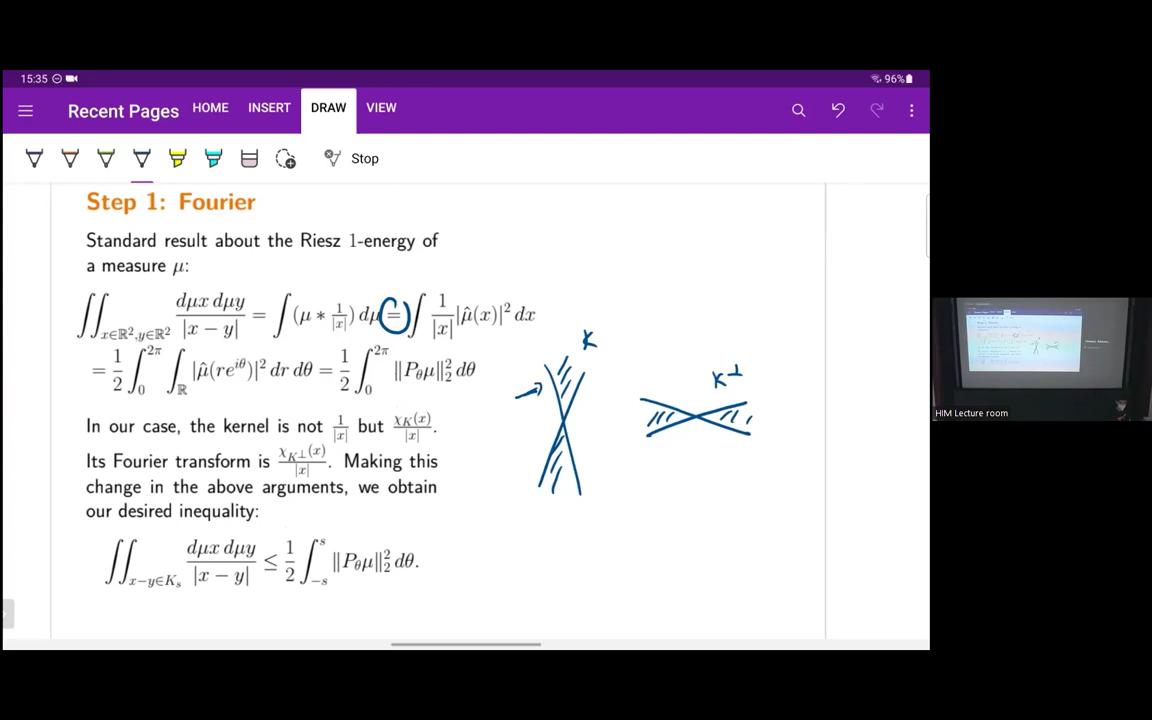 15:35
96%
Recent Pages HOME INSERT DRAW VIEW
Stop
Step 1: Fourier
Standard result about the Riesz 1-energy of
a measure μ:
∬_{x∈ℝ²,y∈ℝ²} dμx dμy / |x − y| = ∫ (μ ∗ 1/|x|) dμ = ∫ 1/|x| |μ̂(x)|² dx
= 1/2 ∫_0^{2π} ∫_ℝ |μ̂(re^{iθ})|² dr dθ = 1/2 ∫_0^{2π} ‖P_θμ‖₂² dθ
In our case, the kernel is not 1/|x| but χ_K(x)/|x|.
Its Fourier transform is χ_{K⊥}(x)/|x|. Making this
change in the above arguments, we obtain
our desired inequality:
∬_{x−y∈K_s} dμx dμy / |x − y| ≤ 1/2 ∫_{−s}^{s} ‖P_θμ‖₂² dθ.
K
K⊥
HIM Lecture room